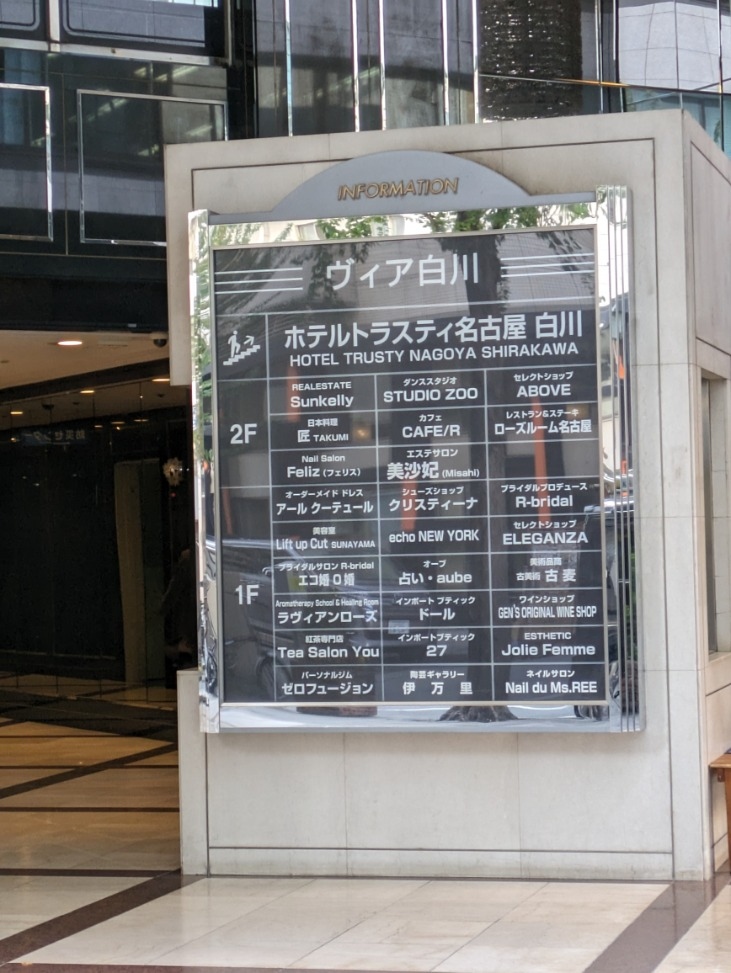 INFORMATION
ヴィア白川
ホテルトラスティ名古屋 白川
HOTEL TRUSTY NAGOYA SHIRAKAWA
2F
REALESTATE
Sunkelly
ダンススタジオ
STUDIO ZOO
セレクトショップ
ABOVE
日本料理
匠 TAKUMI
カフェ
CAFE/R
レストラン&ステーキ
ローズルーム名古屋
Nail Salon
Feliz (フェリス)
エステサロン
美沙妃 (Misahi)
1F
オーダーメイド ドレス
アール クーテュール
シューズショップ
クリスティーナ
ブライダルプロデュース
R-bridal
美容室
Lift up Cut SUNAYAMA
echo NEW YORK
セレクトショップ
ELEGANZA
ブライダルサロン R-bridal
エコ婚 0 婚
オーブ
占い・aube
美術品商
古美術 古 麦
Aromatherapy School & Healing Room
ラヴィアンローズ
インポート ブティック
ドール
ワインショップ
GEN'S ORIGINAL WINE SHOP
紅茶専門店
Tea Salon You
インポートブティック
27
ESTHETIC
Jolie Femme
パーソナルジム
ゼロフュージョン
陶芸ギャラリー
伊 万 里
ネイルサロン
Nail du Ms.REE